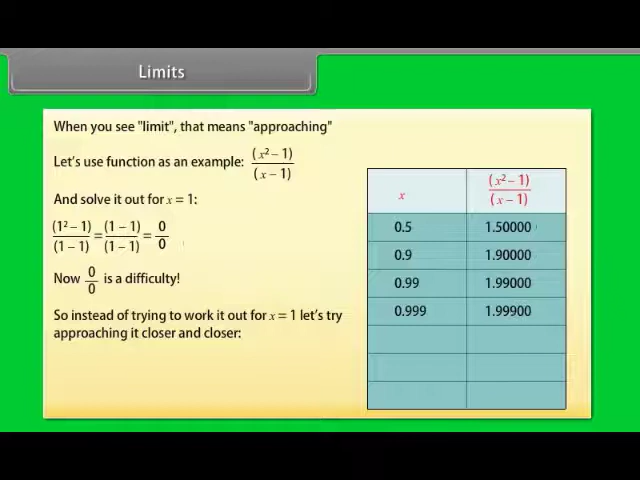 Limits
When you see "limit", that means "approaching"
Let's use function as an example: (x² – 1)/(x – 1)
And solve it out for x = 1:
(1² – 1)/(1 – 1) = (1 – 1)/(1 – 1) = 0/0
Now 0/0 is a difficulty!
So instead of trying to work it out for x = 1 let's try
approaching it closer and closer:
x (x² – 1)/(x – 1)
0.5 1.50000
0.9 1.90000
0.99 1.99000
0.999 1.99900